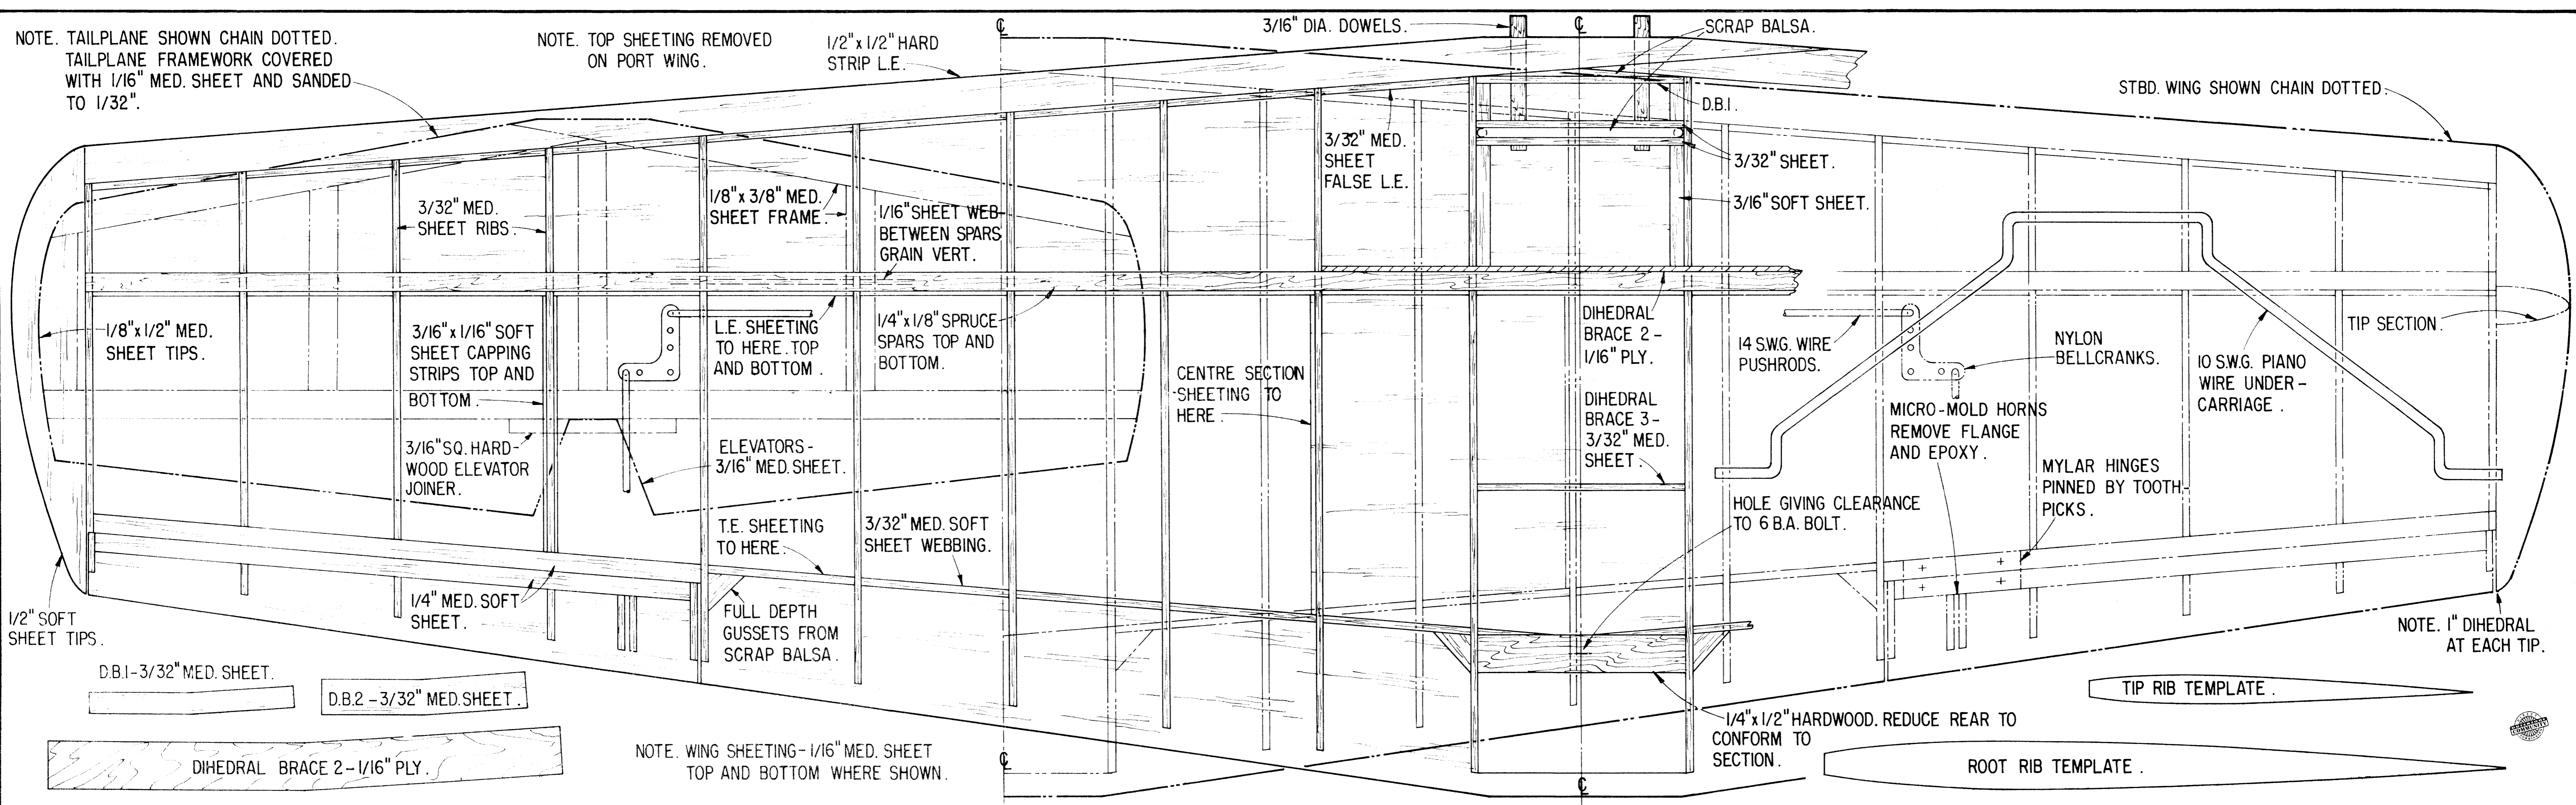 NOTE. TAILPLANE SHOWN CHAIN DOTTED.
TAILPLANE FRAMEWORK COVERED
WITH 1/16" MED. SHEET AND SANDED
TO 1/32".
NOTE. TOP SHEETING REMOVED
ON PORT WING.
1/2" x 1/2" HARD
STRIP L.E.
℄
3/16" DIA. DOWELS.
℄
SCRAP BALSA.
STBD. WING SHOWN CHAIN DOTTED.
D.B.1.
3/32" MED.
SHEET
FALSE L.E.
3/32" SHEET.
3/16" SOFT SHEET.
3/32" MED.
SHEET RIBS.
1/8" x 3/8" MED.
SHEET FRAME.
1/16" SHEET WEB
BETWEEN SPARS
GRAIN VERT.
1/8" x 1/2" MED.
SHEET TIPS.
3/16" x 1/16" SOFT
SHEET CAPPING
STRIPS TOP AND
BOTTOM.
L.E. SHEETING
TO HERE. TOP
AND BOTTOM.
1/4" x 1/8" SPRUCE
SPARS TOP AND
BOTTOM.
CENTRE SECTION
SHEETING TO
HERE.
DIHEDRAL
BRACE 2-
1/16" PLY.
14 S.W.G. WIRE
PUSHRODS.
NYLON
BELLCRANKS.
10 S.W.G. PIANO
WIRE UNDER-
CARRIAGE.
TIP SECTION.
3/16" SQ. HARD-
WOOD ELEVATOR
JOINER.
ELEVATORS-
3/16" MED. SHEET.
DIHEDRAL
BRACE 3-
3/32" MED.
SHEET.
MICRO-MOLD HORNS
REMOVE FLANGE
AND EPOXY.
MYLAR HINGES
PINNED BY TOOTH-
PICKS.
HOLE GIVING CLEARANCE
TO 6 B.A. BOLT.
T.E. SHEETING
TO HERE.
3/32" MED. SOFT
SHEET WEBBING.
1/2" SOFT
SHEET TIPS.
1/4" MED. SOFT
SHEET.
FULL DEPTH
GUSSETS FROM
SCRAP BALSA.
NOTE. 1" DIHEDRAL
AT EACH TIP.
D.B.1-3/32" MED. SHEET.
D.B.2-3/32" MED. SHEET.
DIHEDRAL BRACE 2-1/16" PLY.
NOTE. WING SHEETING-1/16" MED. SHEET
TOP AND BOTTOM WHERE SHOWN.
℄
℄
1/4" x 1/2" HARDWOOD. REDUCE REAR TO
CONFORM TO
SECTION.
TIP RIB TEMPLATE.
ROOT RIB TEMPLATE.